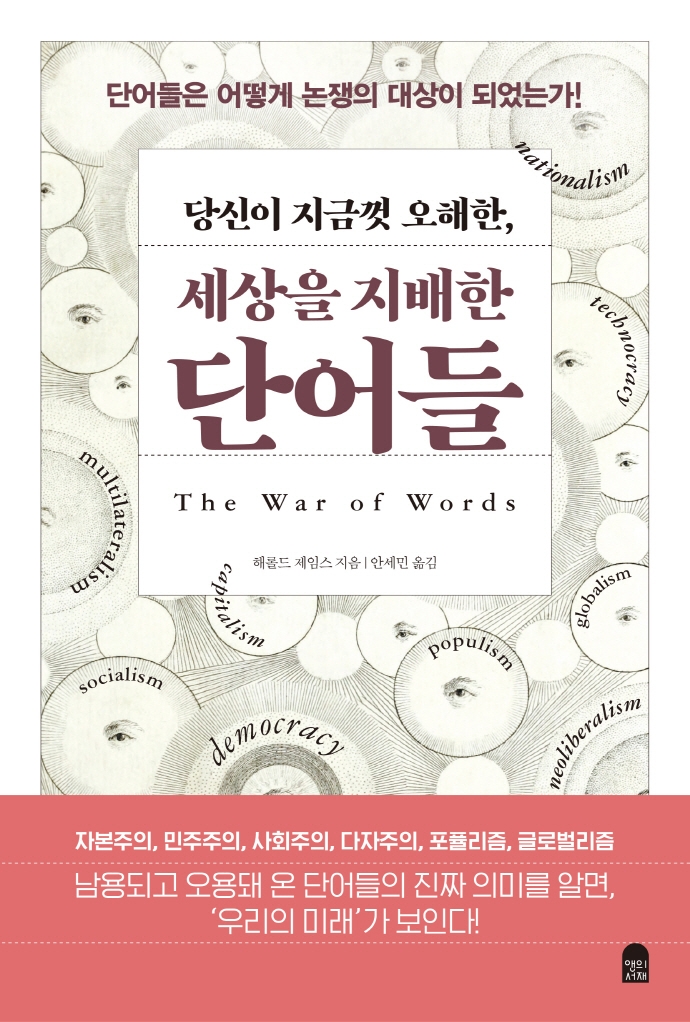 단어들은 어떻게 논쟁의 대상이 되었는가!
nationalism
당신이 지금껏 오해한,
세상을 지배한
단어들
technocracy
multilateralism
The War of Words
해롤드 제임스 지음 | 안세민 옮김
capitalism
globalism
populism
socialism
democracy
neoliberalism
자본주의, 민주주의, 사회주의, 다자주의, 포퓰리즘, 글로벌리즘
남용되고 오용돼 온 단어들의 진짜 의미를 알면,
‘우리의 미래’가 보인다!
앵의
서재